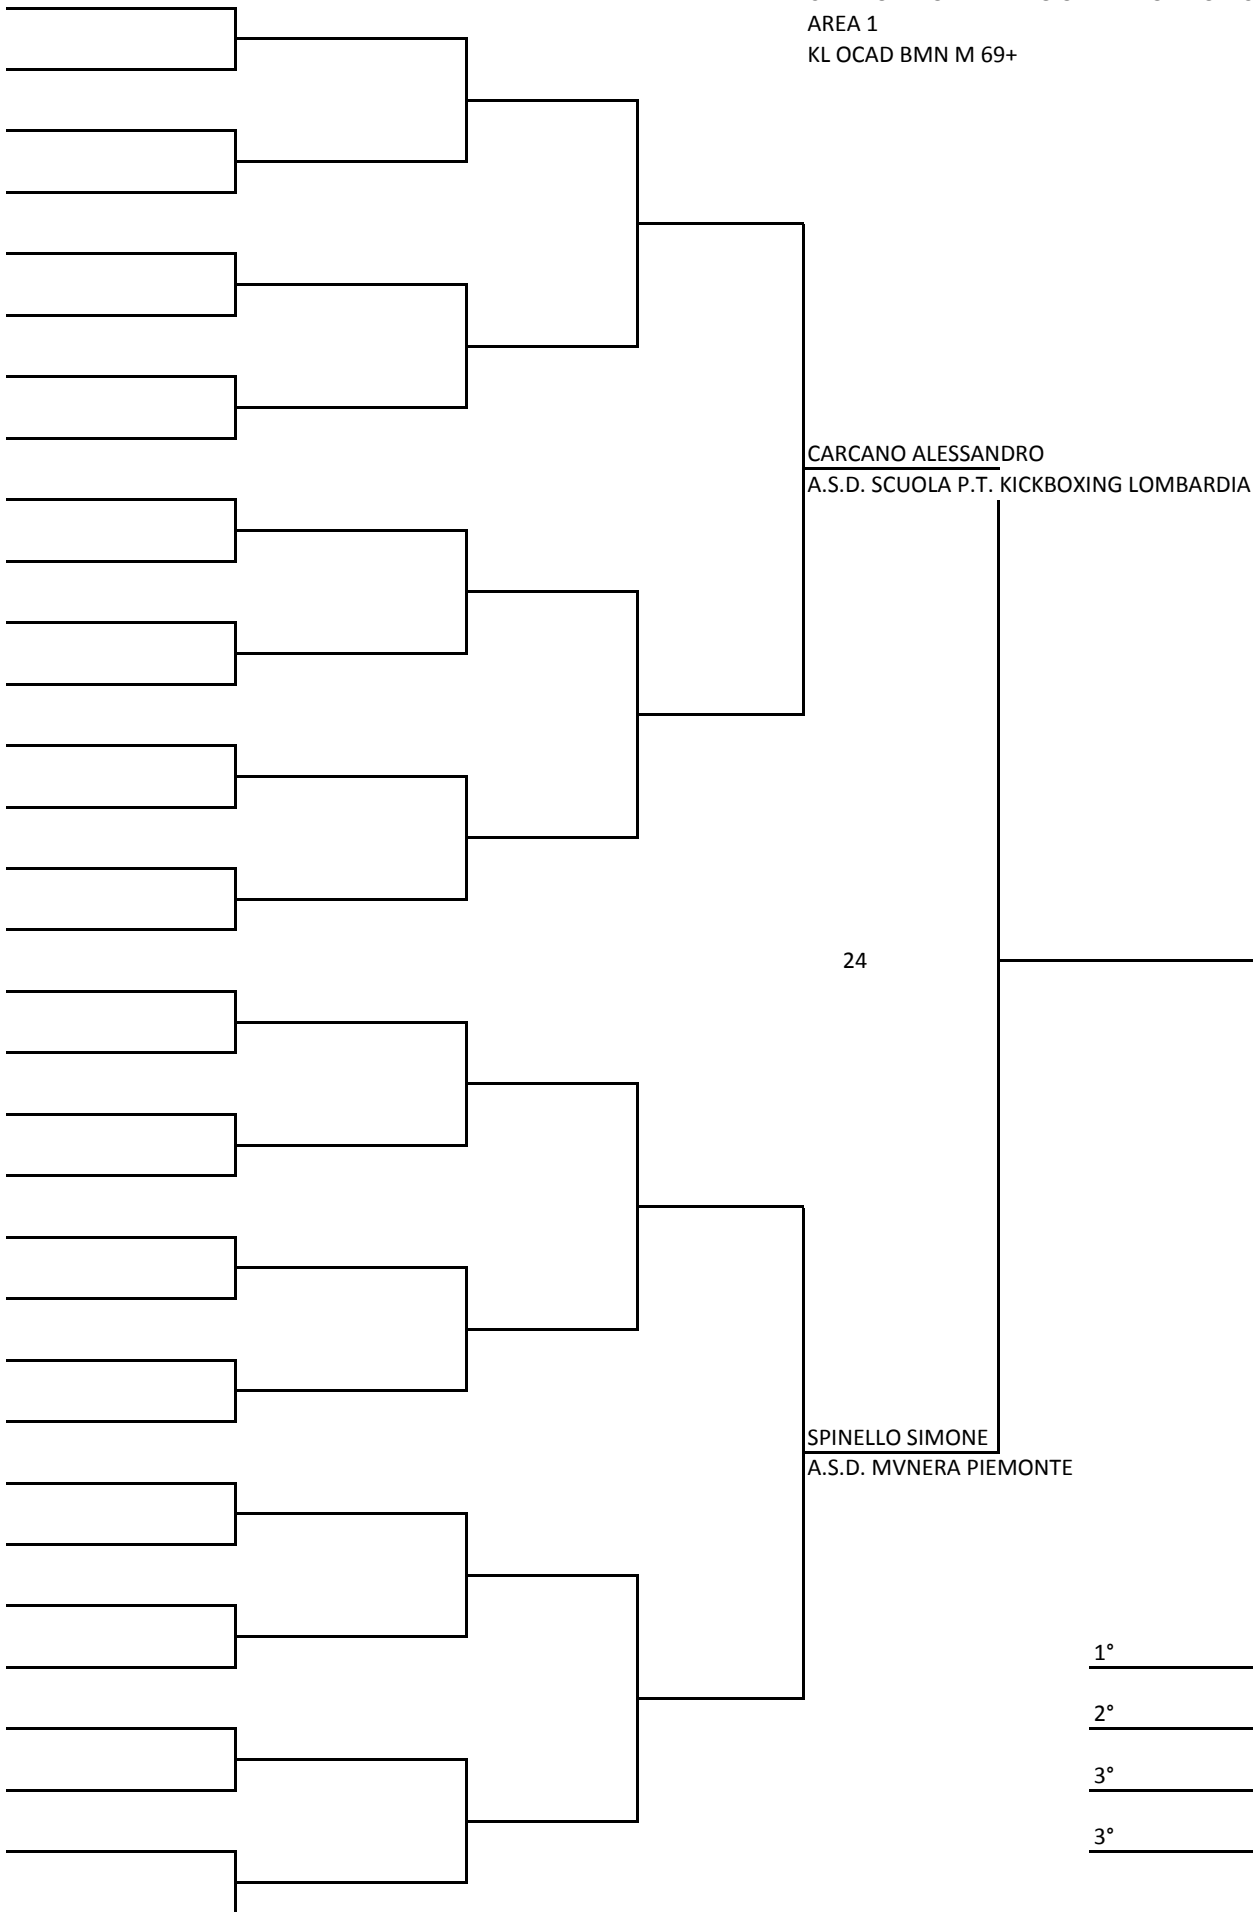 AREA 1
KL OCAD BMN M 69+
CARCANO ALESSANDRO
A.S.D. SCUOLA P.T. KICKBOXING LOMBARDIA
24
SPINELLO SIMONE
A.S.D. MVNERA PIEMONTE
1°
2°
3°
3°